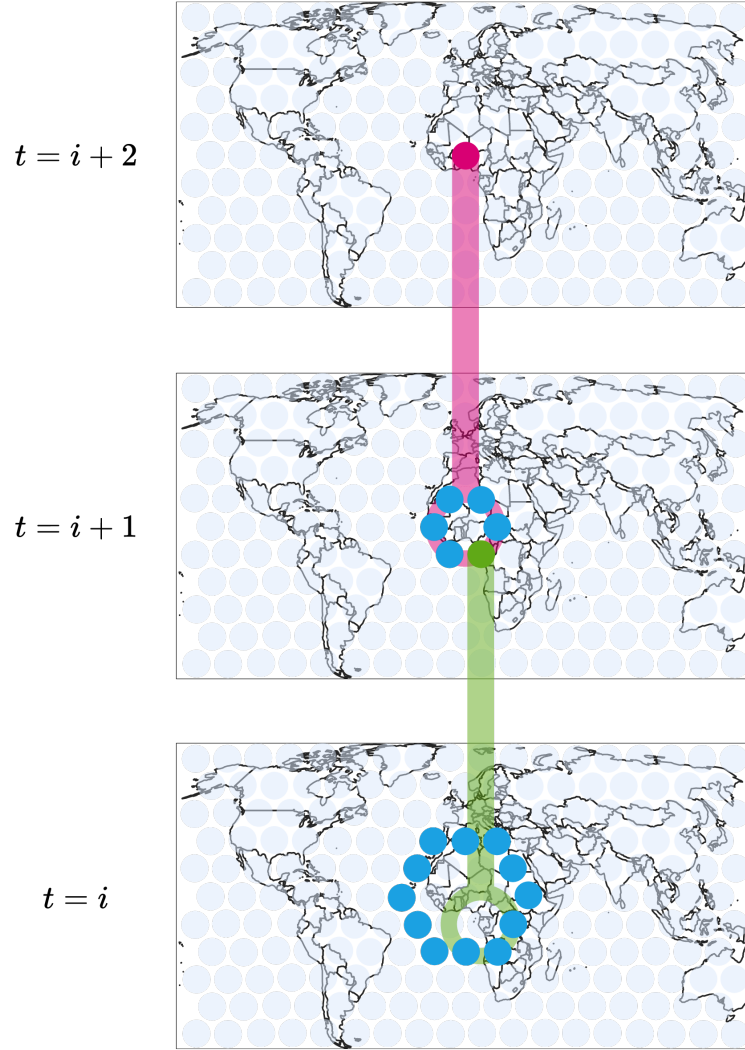 t = i + 2
t = i + 1
t = i